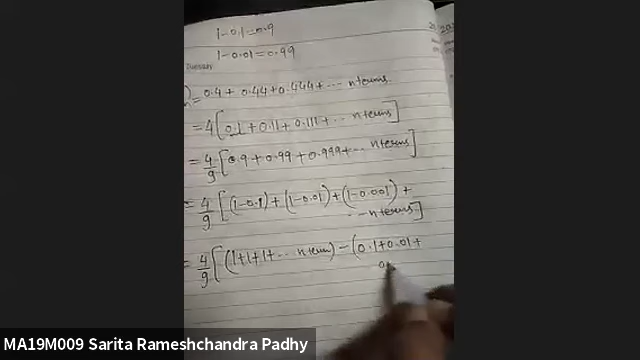 1-0.1=0.9
1-0.01=0.99
Tuesday
= 0.4 + 0.44+0.444+ ... n terms
= 4[0.1+0.11+0.111+ ... n terms]
= 4/9 [0.9+0.99+0.999+... n terms]
= 4/9 [(1-0.1)+(1-0.01)+(1-0.001)+
... n terms]
= 4/9 [(1+1+1+... n term) - (0.1+0.01+
0
MA19M009 Sarita Rameshchandra Padhy